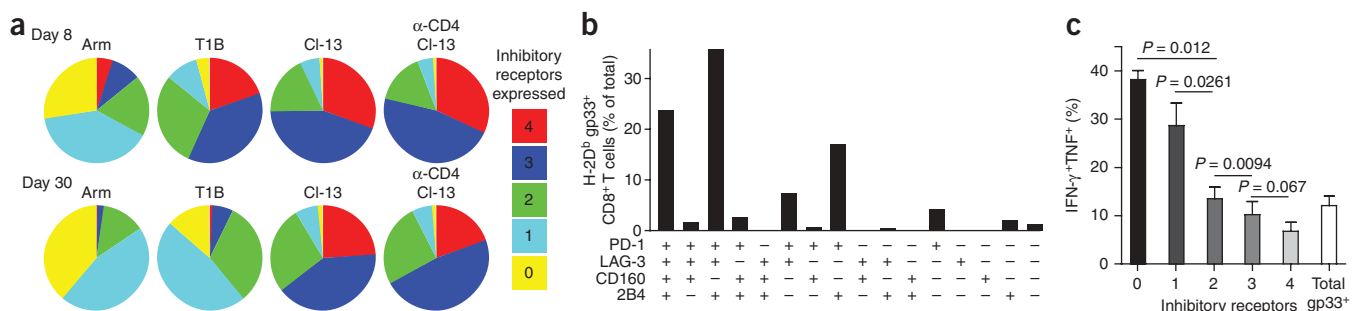 a
Day 8
Arm
T1B
Cl-13
α-CD4
Cl-13
Day 30
Arm
T1B
Cl-13
α-CD4
Cl-13
Inhibitory
receptors
expressed
4
3
2
1
0
b
H-2Dᵇ gp33⁺
CD8⁺ T cells (% of total)
30
20
10
0
PD-1 + + + + – + + + – – – + – – – –
LAG-3 + + + – + + – – + + – – + – – –
CD160 + + – + + – + – + – + – – + – –
2B4 + – + + + – – + – + + – – – + –
c
IFN-γ⁺TNF⁺ (%)
40
30
20
10
0
P = 0.012
P = 0.0261
P = 0.0094
P = 0.067
0 1 2 3 4 Total
gp33⁺
Inhibitory receptors